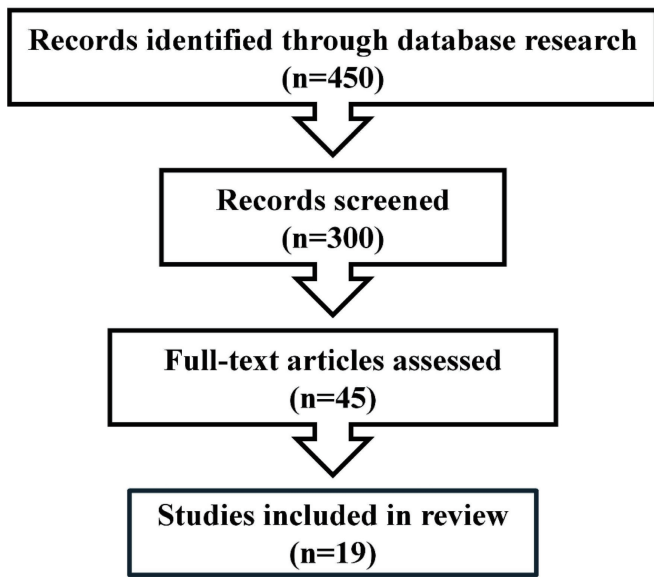 Records identified through database research
(n=450)
Records screened
(n=300)
Full-text articles assessed
(n=45)
Studies included in review
(n=19)